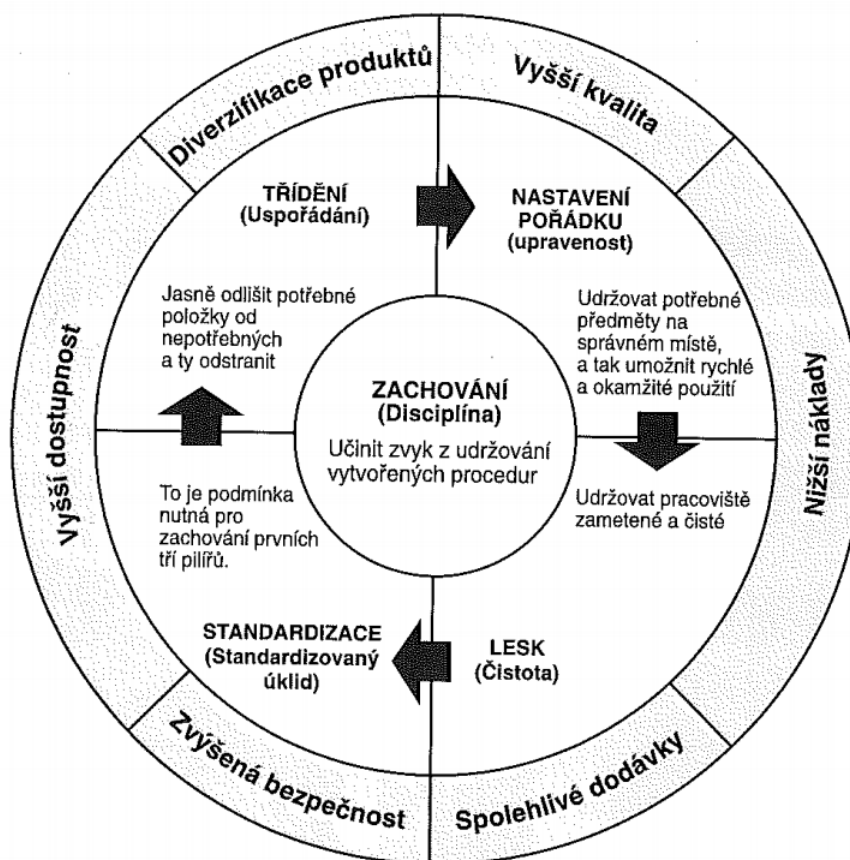 Diverzifikace produktů
Vyšší kvalita
Nižší náklady
Spolehlivé dodávky
Zvýšená bezpečnost
Vyšší dostupnost
TŘÍDĚNÍ
(Uspořádání)
Jasně odlišit potřebné
položky od
nepotřebných
a ty odstranit
NASTAVENÍ
POŘÁDKU
(upravenost)
Udržovat potřebné
předměty na
správném místě,
a tak umožnit rychlé
a okamžité použití
ZACHOVÁNÍ
(Disciplína)
Učinit zvyk z udržování
vytvořených procedur
Udržovat pracoviště
zametené a čisté
LESK
(Čistota)
To je podmínka
nutná pro
zachování prvních
tří pilířů.
STANDARDIZACE
(Standardizovaný
úklid)